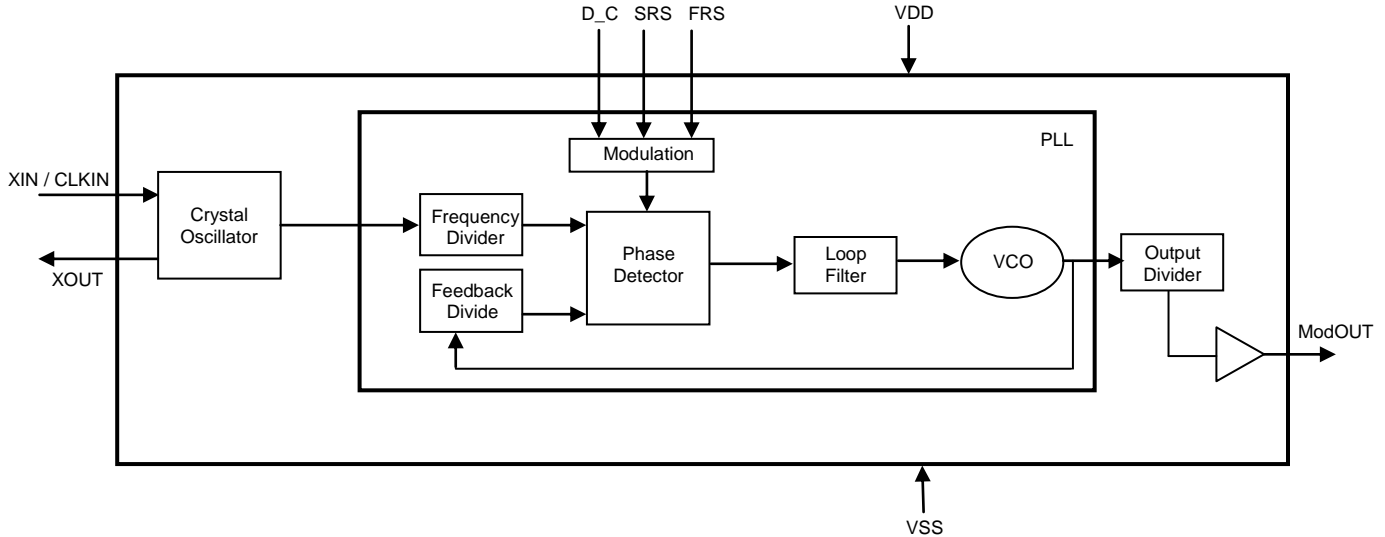 D_C SRS FRS
VDD
PLL
Modulation
XIN / CLKIN
Crystal
Oscillator
XOUT
Frequency
Divider
Feedback
Divide
Phase
Detector
Loop
Filter
VCO
Output
Divider
ModOUT
VSS